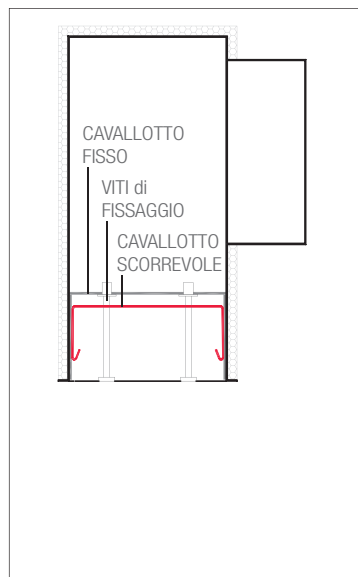 CAVALLOTTO
FISSO
VITI di
FISSAGGIO
CAVALLOTTO
SCORREVOLE